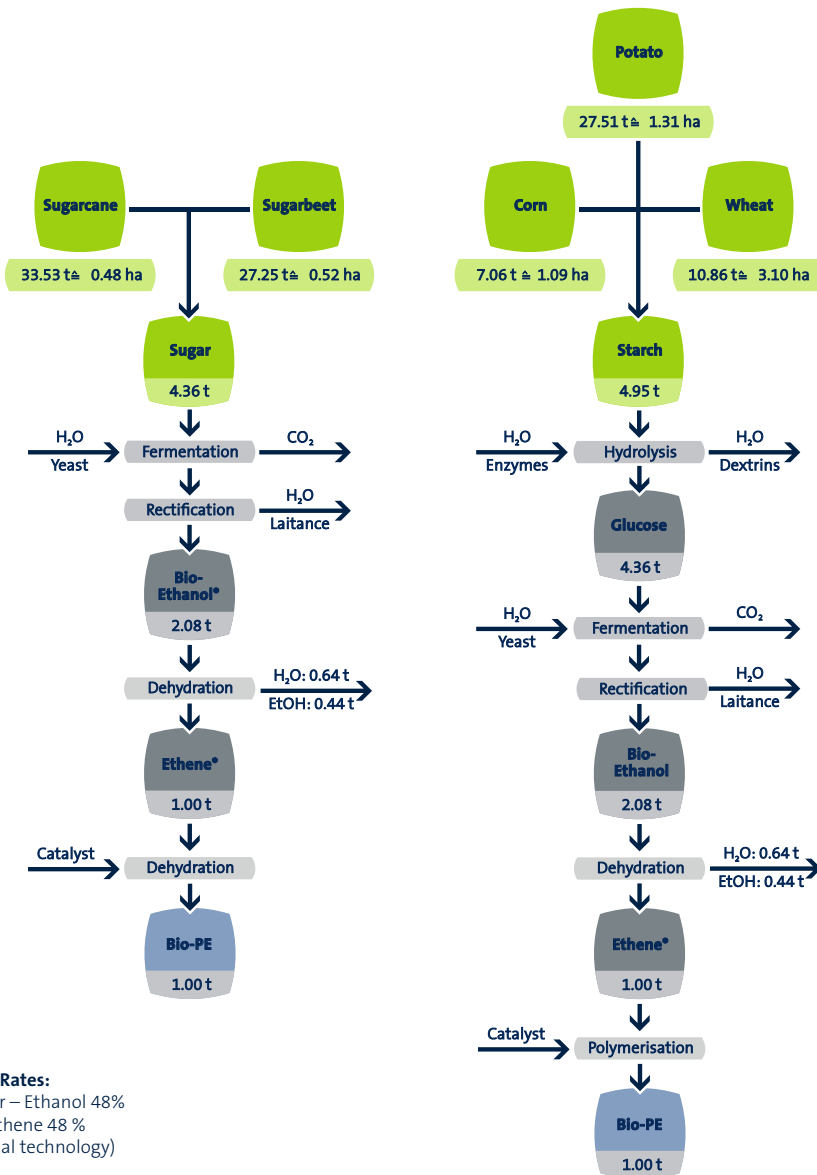 Potato
27.51 t ≙ 1.31 ha
Sugarcane
Sugarbeet
Corn
Wheat
33.53 t ≙ 0.48 ha
27.25 t ≙ 0.52 ha
7.06 t ≙ 1.09 ha
10.86 t ≙ 3.10 ha
Sugar
4.36 t
H₂O
Yeast
Fermentation
CO₂
Rectification
H₂O
Laitance
Bio-
Ethanol*
2.08 t
Dehydration
H₂O: 0.64 t
EtOH: 0.44 t
Ethene*
1.00 t
Catalyst
Dehydration
Bio-PE
1.00 t
Starch
4.95 t
H₂O
Enzymes
Hydrolysis
H₂O
Dextrins
Glucose
4.36 t
H₂O
Yeast
Fermentation
CO₂
Rectification
H₂O
Laitance
Bio-
Ethanol
2.08 t
Dehydration
H₂O: 0.64 t
EtOH: 0.44 t
Ethene*
1.00 t
Catalyst
Polymerisation
Bio-PE
1.00 t
Rates:
r – Ethanol 48%
thene 48 %
al technology)